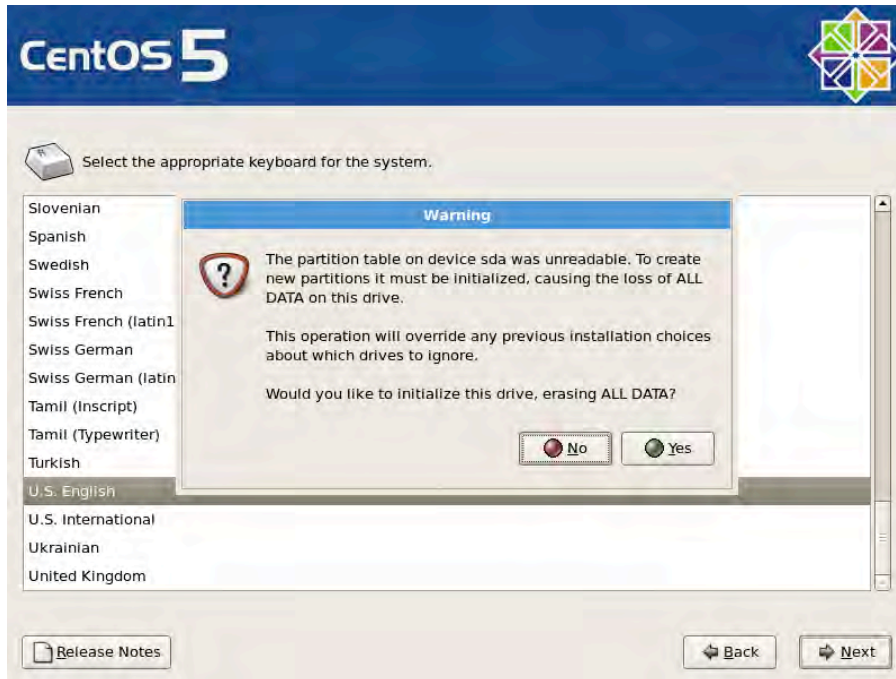 CentOS 5
Select the appropriate keyboard for the system.
Slovenian
Spanish
Swedish
Swiss French
Swiss French (latin1
Swiss German
Swiss German (latin
Tamil (Inscript)
Tamil (Typewriter)
Turkish
U.S. English
U.S. International
Ukrainian
United Kingdom
Warning
The partition table on device sda was unreadable. To create
new partitions it must be initialized, causing the loss of ALL
DATA on this drive.
This operation will override any previous installation choices
about which drives to ignore.
Would you like to initialize this drive, erasing ALL DATA?
No
Yes
Release Notes
Back
Next